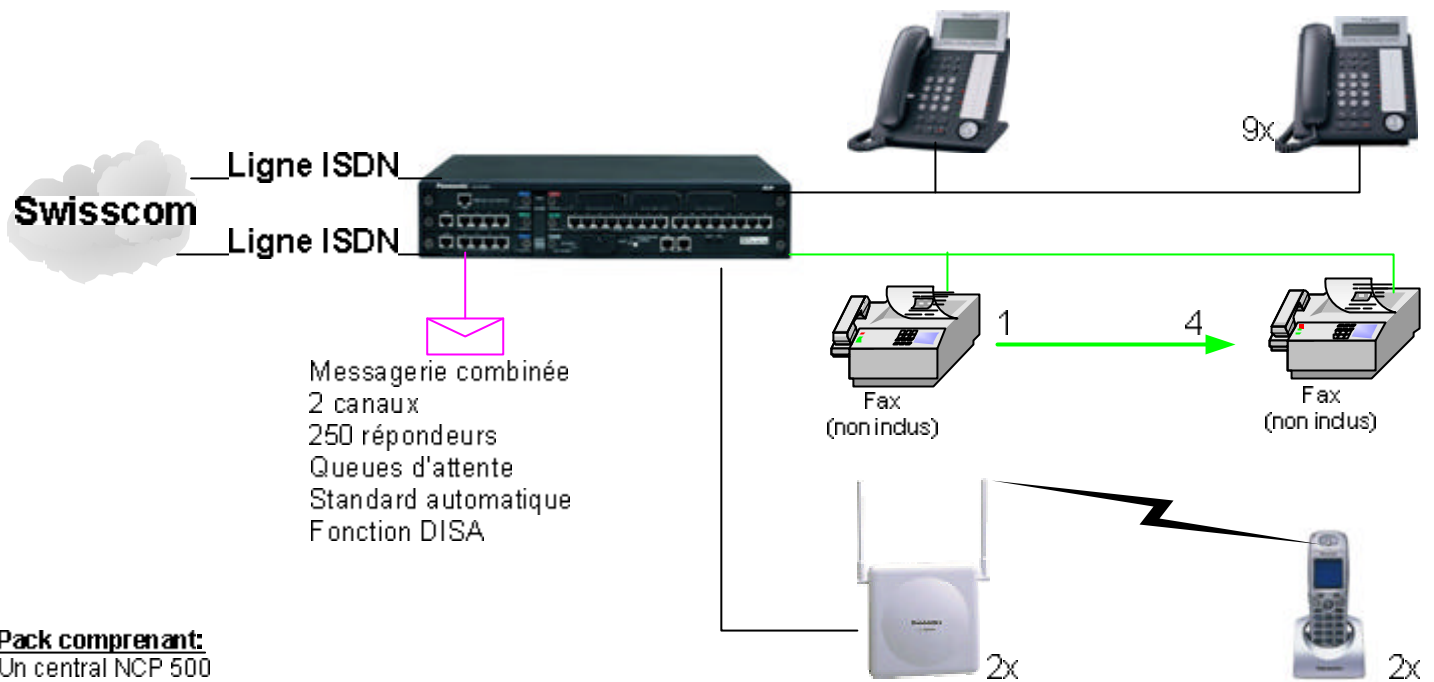 9x
Ligne ISDN
Swisscom
Panasonic
Ligne ISDN
1 4
Messagerie combinée
2 canaux
250 répondeurs
Queues d'attente
Standard automatique
Fonction DISA
Fax
(non inclus)
Fax
(non inclus)
Pack comprenant:
Un central NCP 500
2x
2x